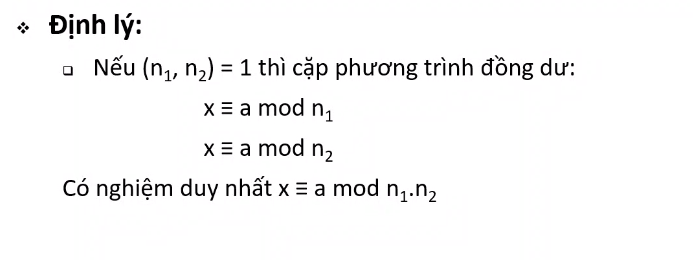 ❖ Định lý:
❑ Nếu (n₁, n₂) = 1 thì cặp phương trình đồng dư:
x ≡ a mod n₁
x ≡ a mod n₂
Có nghiệm duy nhất x ≡ a mod n₁.n₂